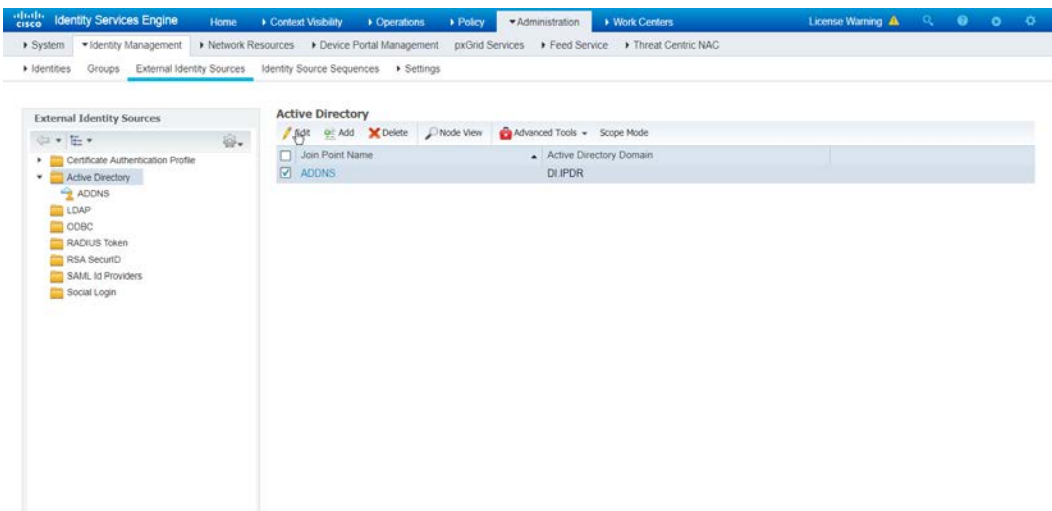 cisco Identity Services Engine Home Context Visibility Operations Policy Administration Work Centers License Warning
System Identity Management Network Resources Device Portal Management pxGrid Services Feed Service Threat Centric NAC
Identities Groups External Identity Sources Identity Source Sequences Settings
External Identity Sources
Certificate Authentication Profile
Active Directory
ADDNS
LDAP
ODBC
RADIUS Token
RSA SecurID
SAML Id Providers
Social Login
Active Directory
Edit Add Delete Node View Advanced Tools Scope Mode
Join Point Name Active Directory Domain
ADDNS DI.IPDR